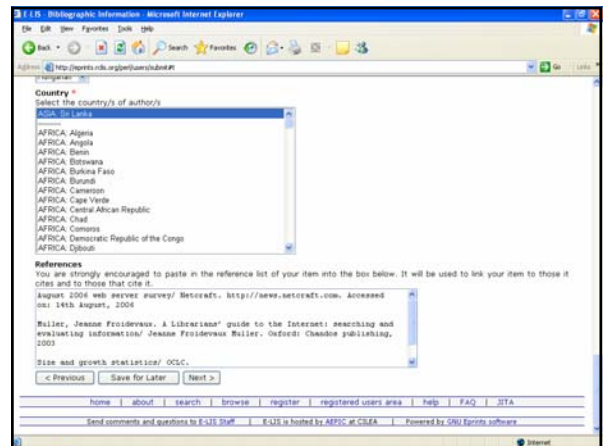 E-LIS - Bibliographic Information - Microsoft Internet Explorer
File Edit View Favorites Tools Help
Back Search Favorites
Address http://eprints.rclis.org/perl/users/submit#t Go Links
Hungarian
Country *
Select the country/s of author/s
ASIA: Sri Lanka
----------
AFRICA: Algeria
AFRICA: Angola
AFRICA: Benin
AFRICA: Botswana
AFRICA: Burkina Faso
AFRICA: Burundi
AFRICA: Cameroon
AFRICA: Cape Verde
AFRICA: Central African Republic
AFRICA: Chad
AFRICA: Comoros
AFRICA: Democratic Republic of the Congo
AFRICA: Djibouti
References
You are strongly encouraged to paste in the reference list of your item into the box below. It will be used to link your item to those it
cites and to those that cite it.
August 2006 web server survey/ Netcraft. http://news.netcraft.com. Accessed
on: 14th August, 2006
Muller, Jeanne Froidevaux. A Librarians' guide to the Internet: searching and
evaluating information/ Jeanne Froidevaux Muller. Oxford: Chandos publishing,
2003
Size and growth statistics/ OCLC.
< Previous Save for Later Next >
home | about | search | browse | register | registered users area | help | FAQ | JITA
Send comments and questions to E-LIS Staff | E-LIS is hosted by AEPIC at CILEA | Powered by GNU Eprints software
Internet